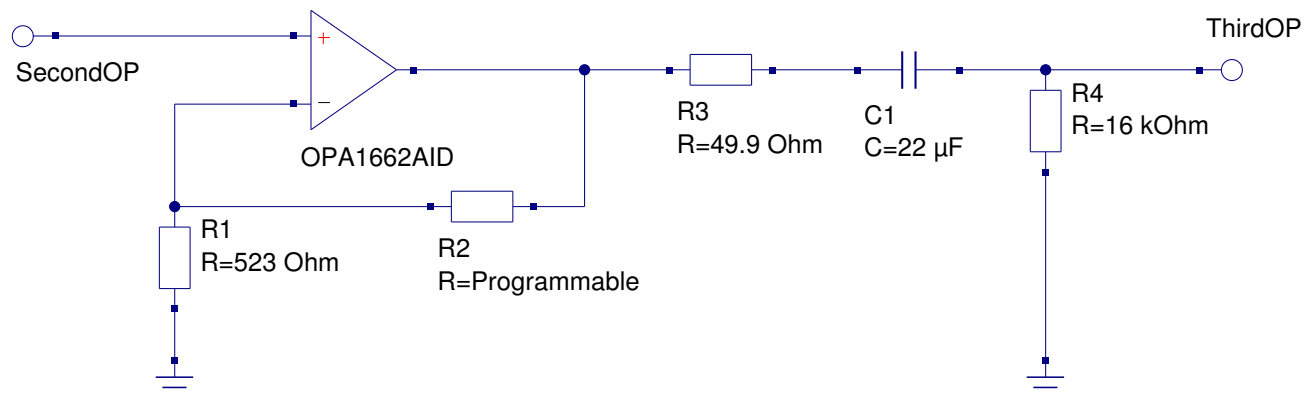 ThirdOP
SecondOP
+
−
OPA1662AID
R3
R=49.9 Ohm
C1
C=22 µF
R4
R=16 kOhm
R1
R=523 Ohm
R2
R=Programmable